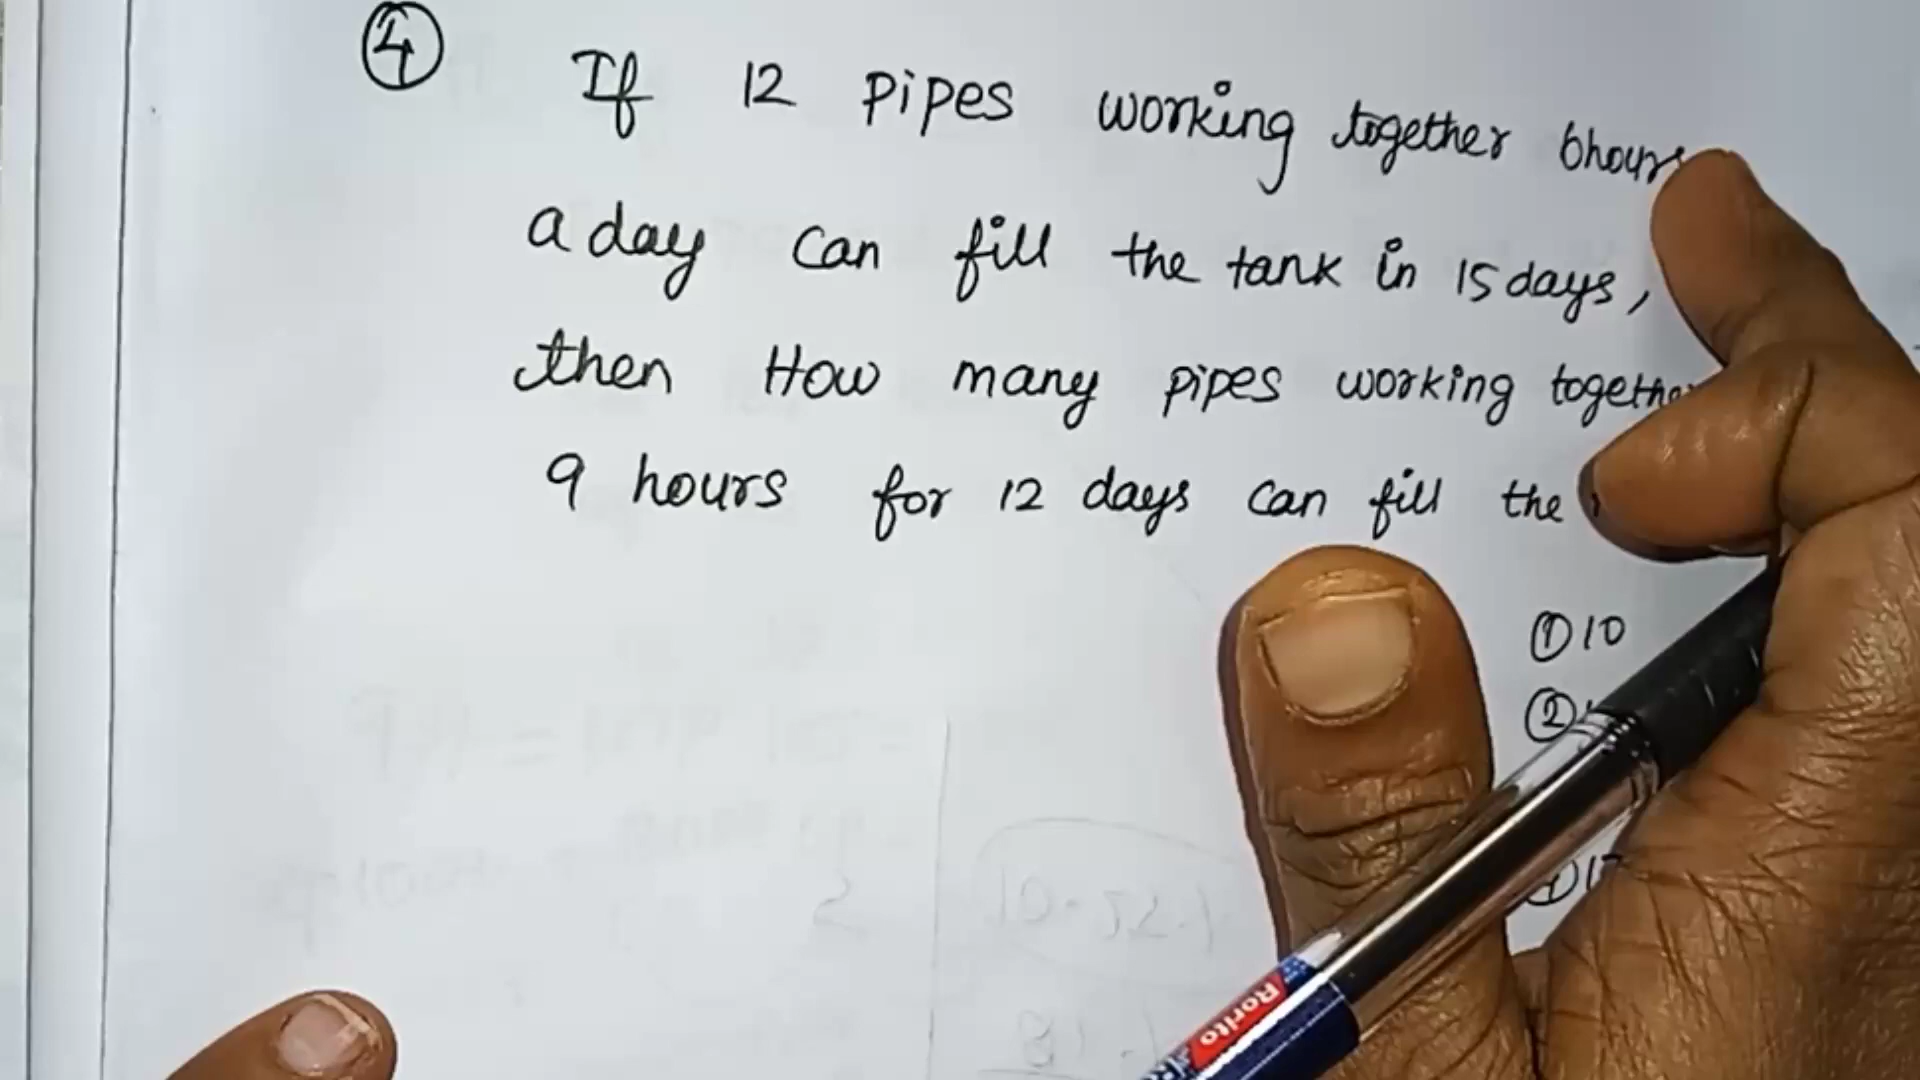 4
If 12 pipes working together 6hours
a day can fill the tank in 15 days,
then How many pipes working together
9 hours for 12 days can fill the
① 10
②
Rorito